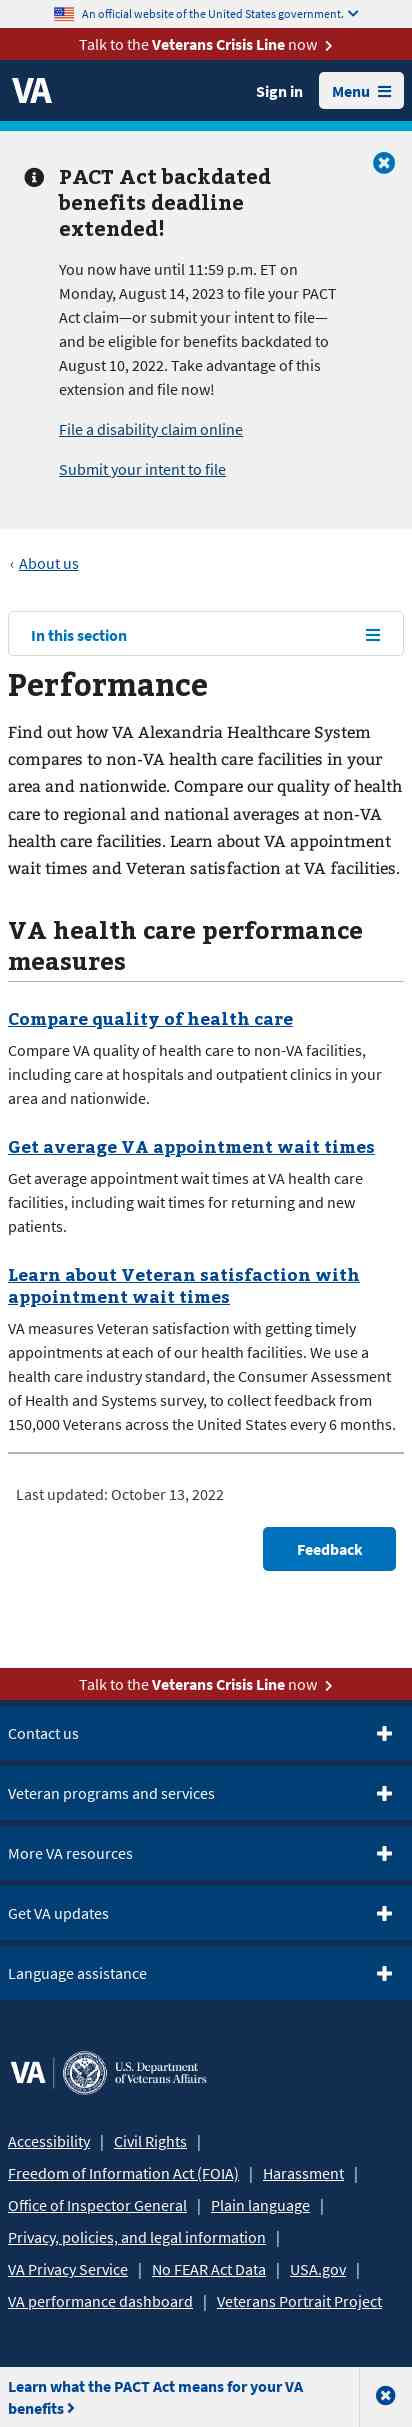 An official website of the United States government.
Talk to the Veterans Crisis Line now
VA
Sign in
Menu
PACT Act backdated
benefits deadline
extended!
You now have until 11:59 p.m. ET on
Monday, August 14, 2023 to file your PACT
Act claim—or submit your intent to file—
and be eligible for benefits backdated to
August 10, 2022. Take advantage of this
extension and file now!
File a disability claim online
Submit your intent to file
‹ About us
In this section
Performance
Find out how VA Alexandria Healthcare System
compares to non-VA health care facilities in your
area and nationwide. Compare our quality of health
care to regional and national averages at non-VA
health care facilities. Learn about VA appointment
wait times and Veteran satisfaction at VA facilities.
VA health care performance
measures
Compare quality of health care
Compare VA quality of health care to non-VA facilities,
including care at hospitals and outpatient clinics in your
area and nationwide.
Get average VA appointment wait times
Get average appointment wait times at VA health care
facilities, including wait times for returning and new
patients.
Learn about Veteran satisfaction with
appointment wait times
VA measures Veteran satisfaction with getting timely
appointments at each of our health facilities. We use a
health care industry standard, the Consumer Assessment
of Health and Systems survey, to collect feedback from
150,000 Veterans across the United States every 6 months.
Last updated: October 13, 2022
Feedback
Talk to the Veterans Crisis Line now
Contact us
Veteran programs and services
More VA resources
Get VA updates
Language assistance
VA | U.S. Department
of Veterans Affairs
Accessibility | Civil Rights |
Freedom of Information Act (FOIA) | Harassment |
Office of Inspector General | Plain language |
Privacy, policies, and legal information |
VA Privacy Service | No FEAR Act Data | USA.gov |
VA performance dashboard | Veterans Portrait Project
Learn what the PACT Act means for your VA
benefits